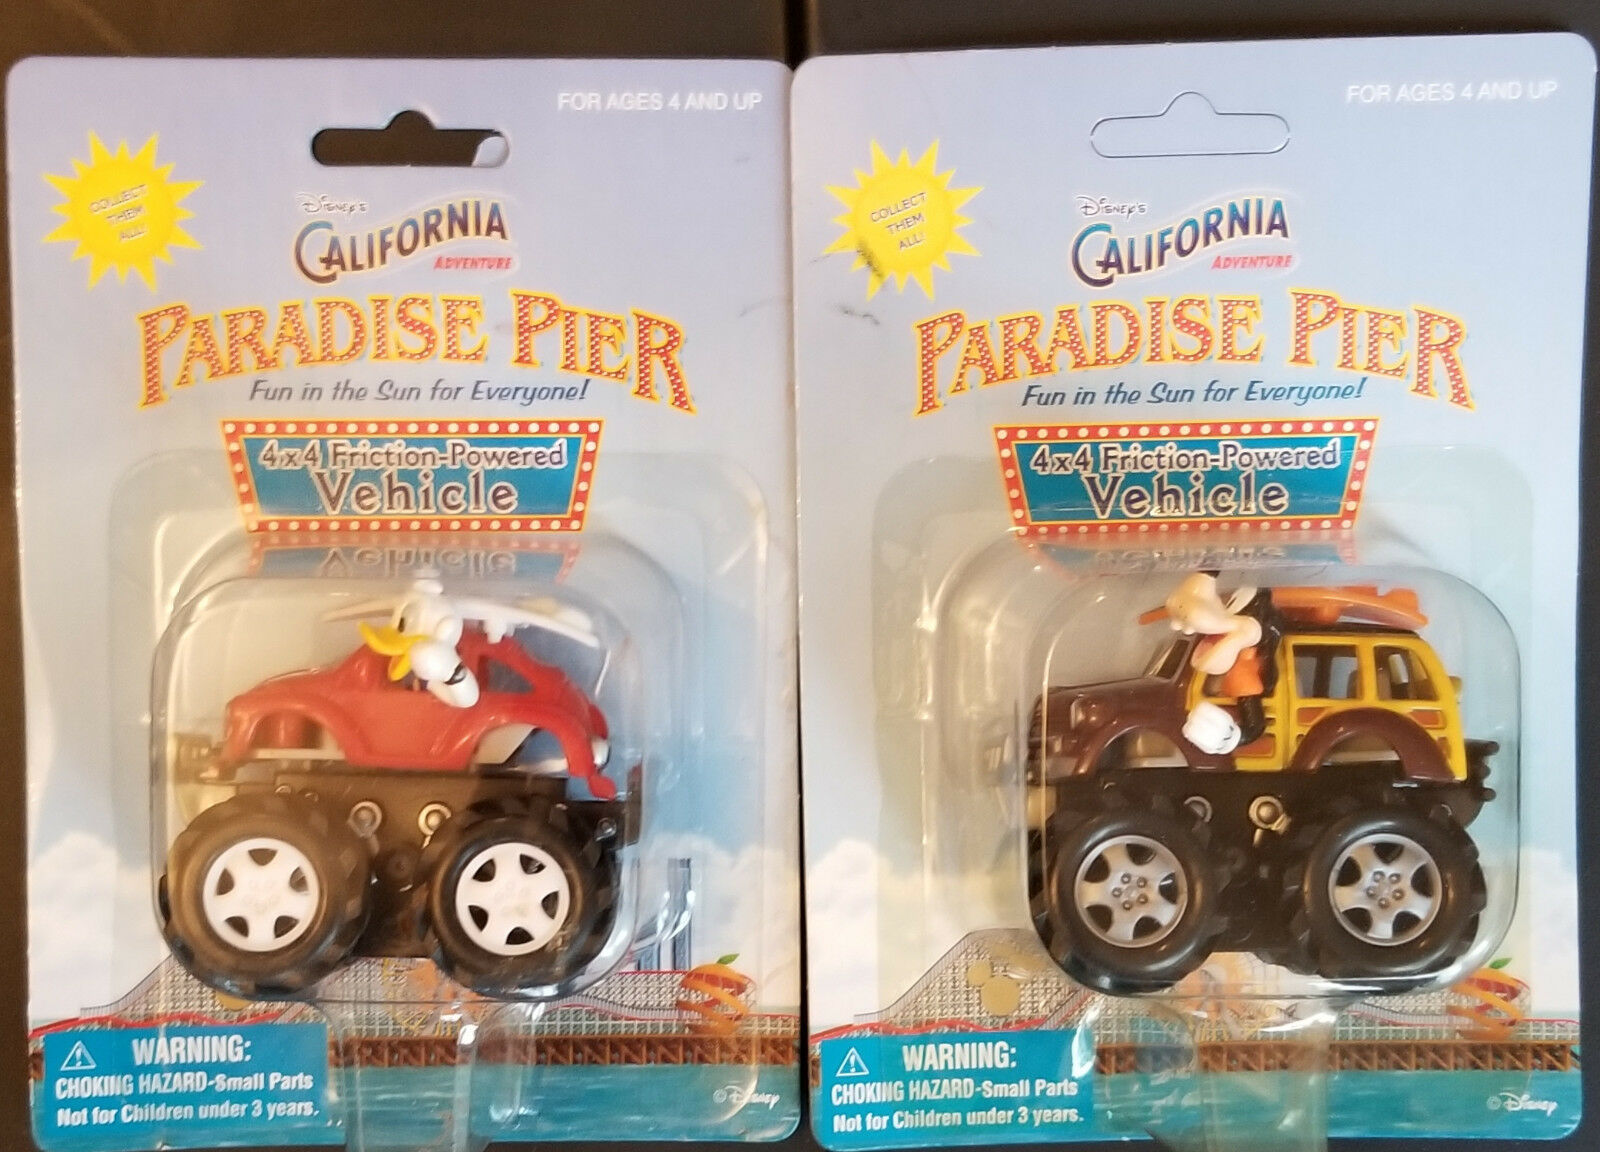 FOR AGES 4 AND UP
COLLECT
THEM
ALL!
Disney's
CALIFORNIA
ADVENTURE
PARADISE PIER
Fun in the Sun for Everyone!
4x4 Friction-Powered
Vehicle
WARNING:
CHOKING HAZARD-Small Parts
Not for Children under 3 years.
© Disney
FOR AGES 4 AND UP
COLLECT
THEM
ALL!
Disney's
CALIFORNIA
ADVENTURE
PARADISE PIER
Fun in the Sun for Everyone!
4x4 Friction-Powered
Vehicle
WARNING:
CHOKING HAZARD-Small Parts
Not for Children under 3 years.
© Disney